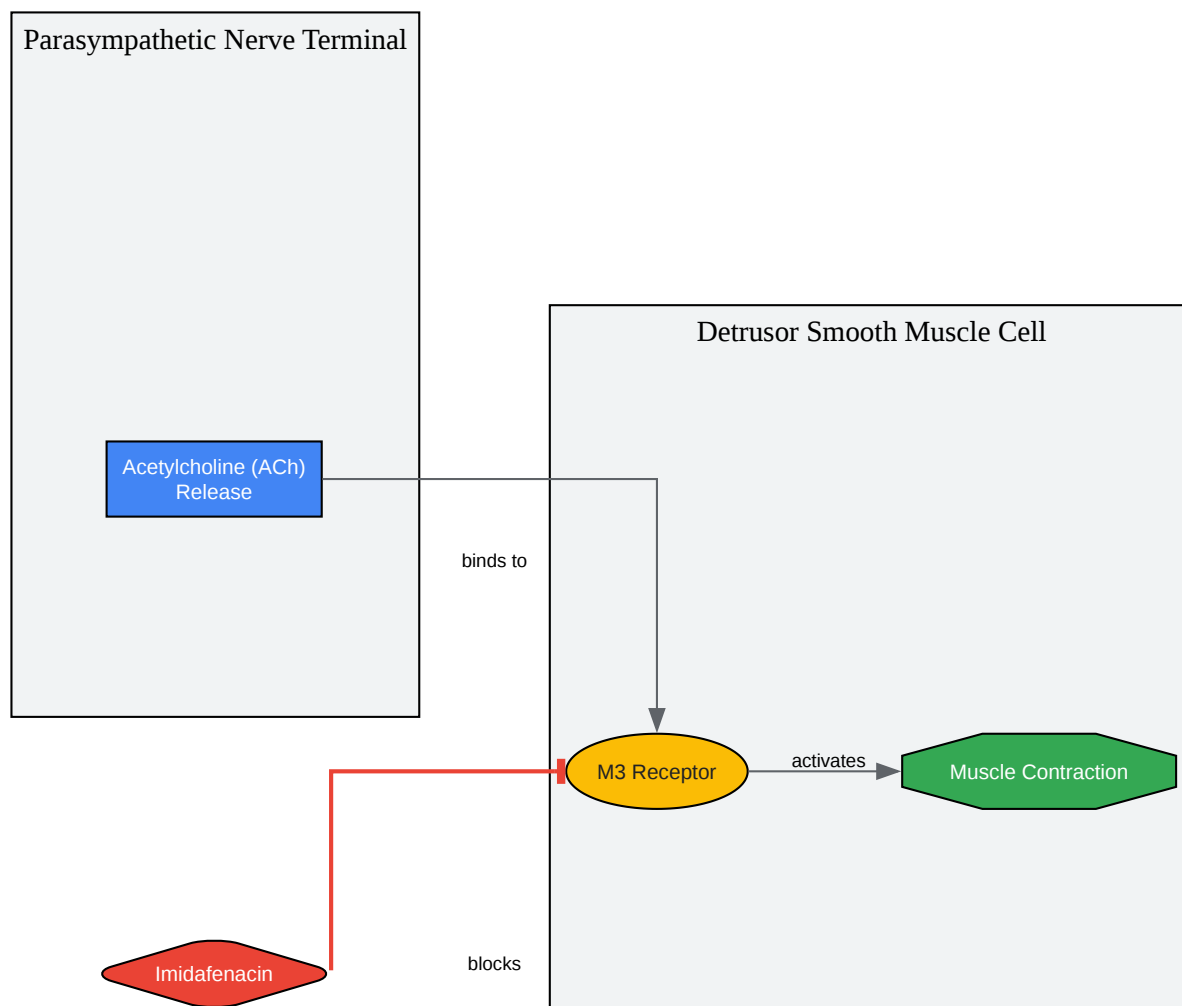 Parasympathetic Nerve Terminal
Detrusor Smooth Muscle Cell
Acetylcholine (ACh)
Release
binds to
M3 Receptor
activates
Muscle Contraction
Imidafenacin
blocks